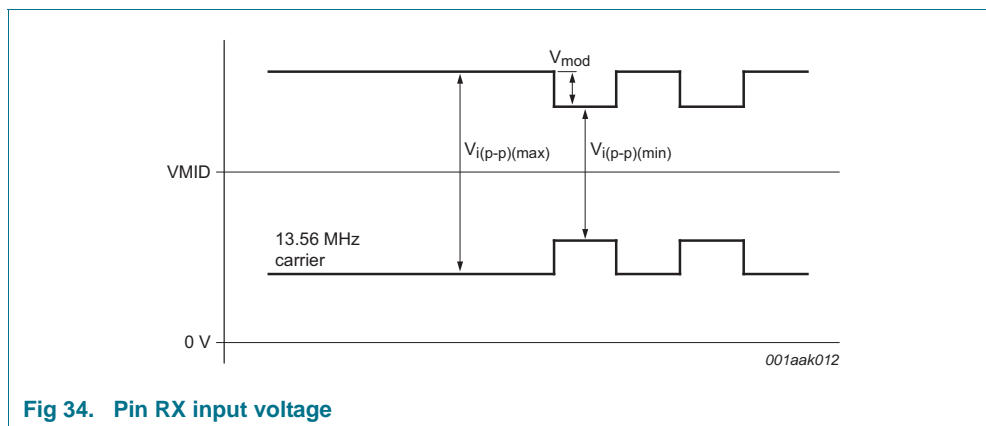 Vmod
Vi(p-p)(max)
Vi(p-p)(min)
VMID
13.56 MHz
carrier
0 V
001aak012
Fig 34. Pin RX input voltage